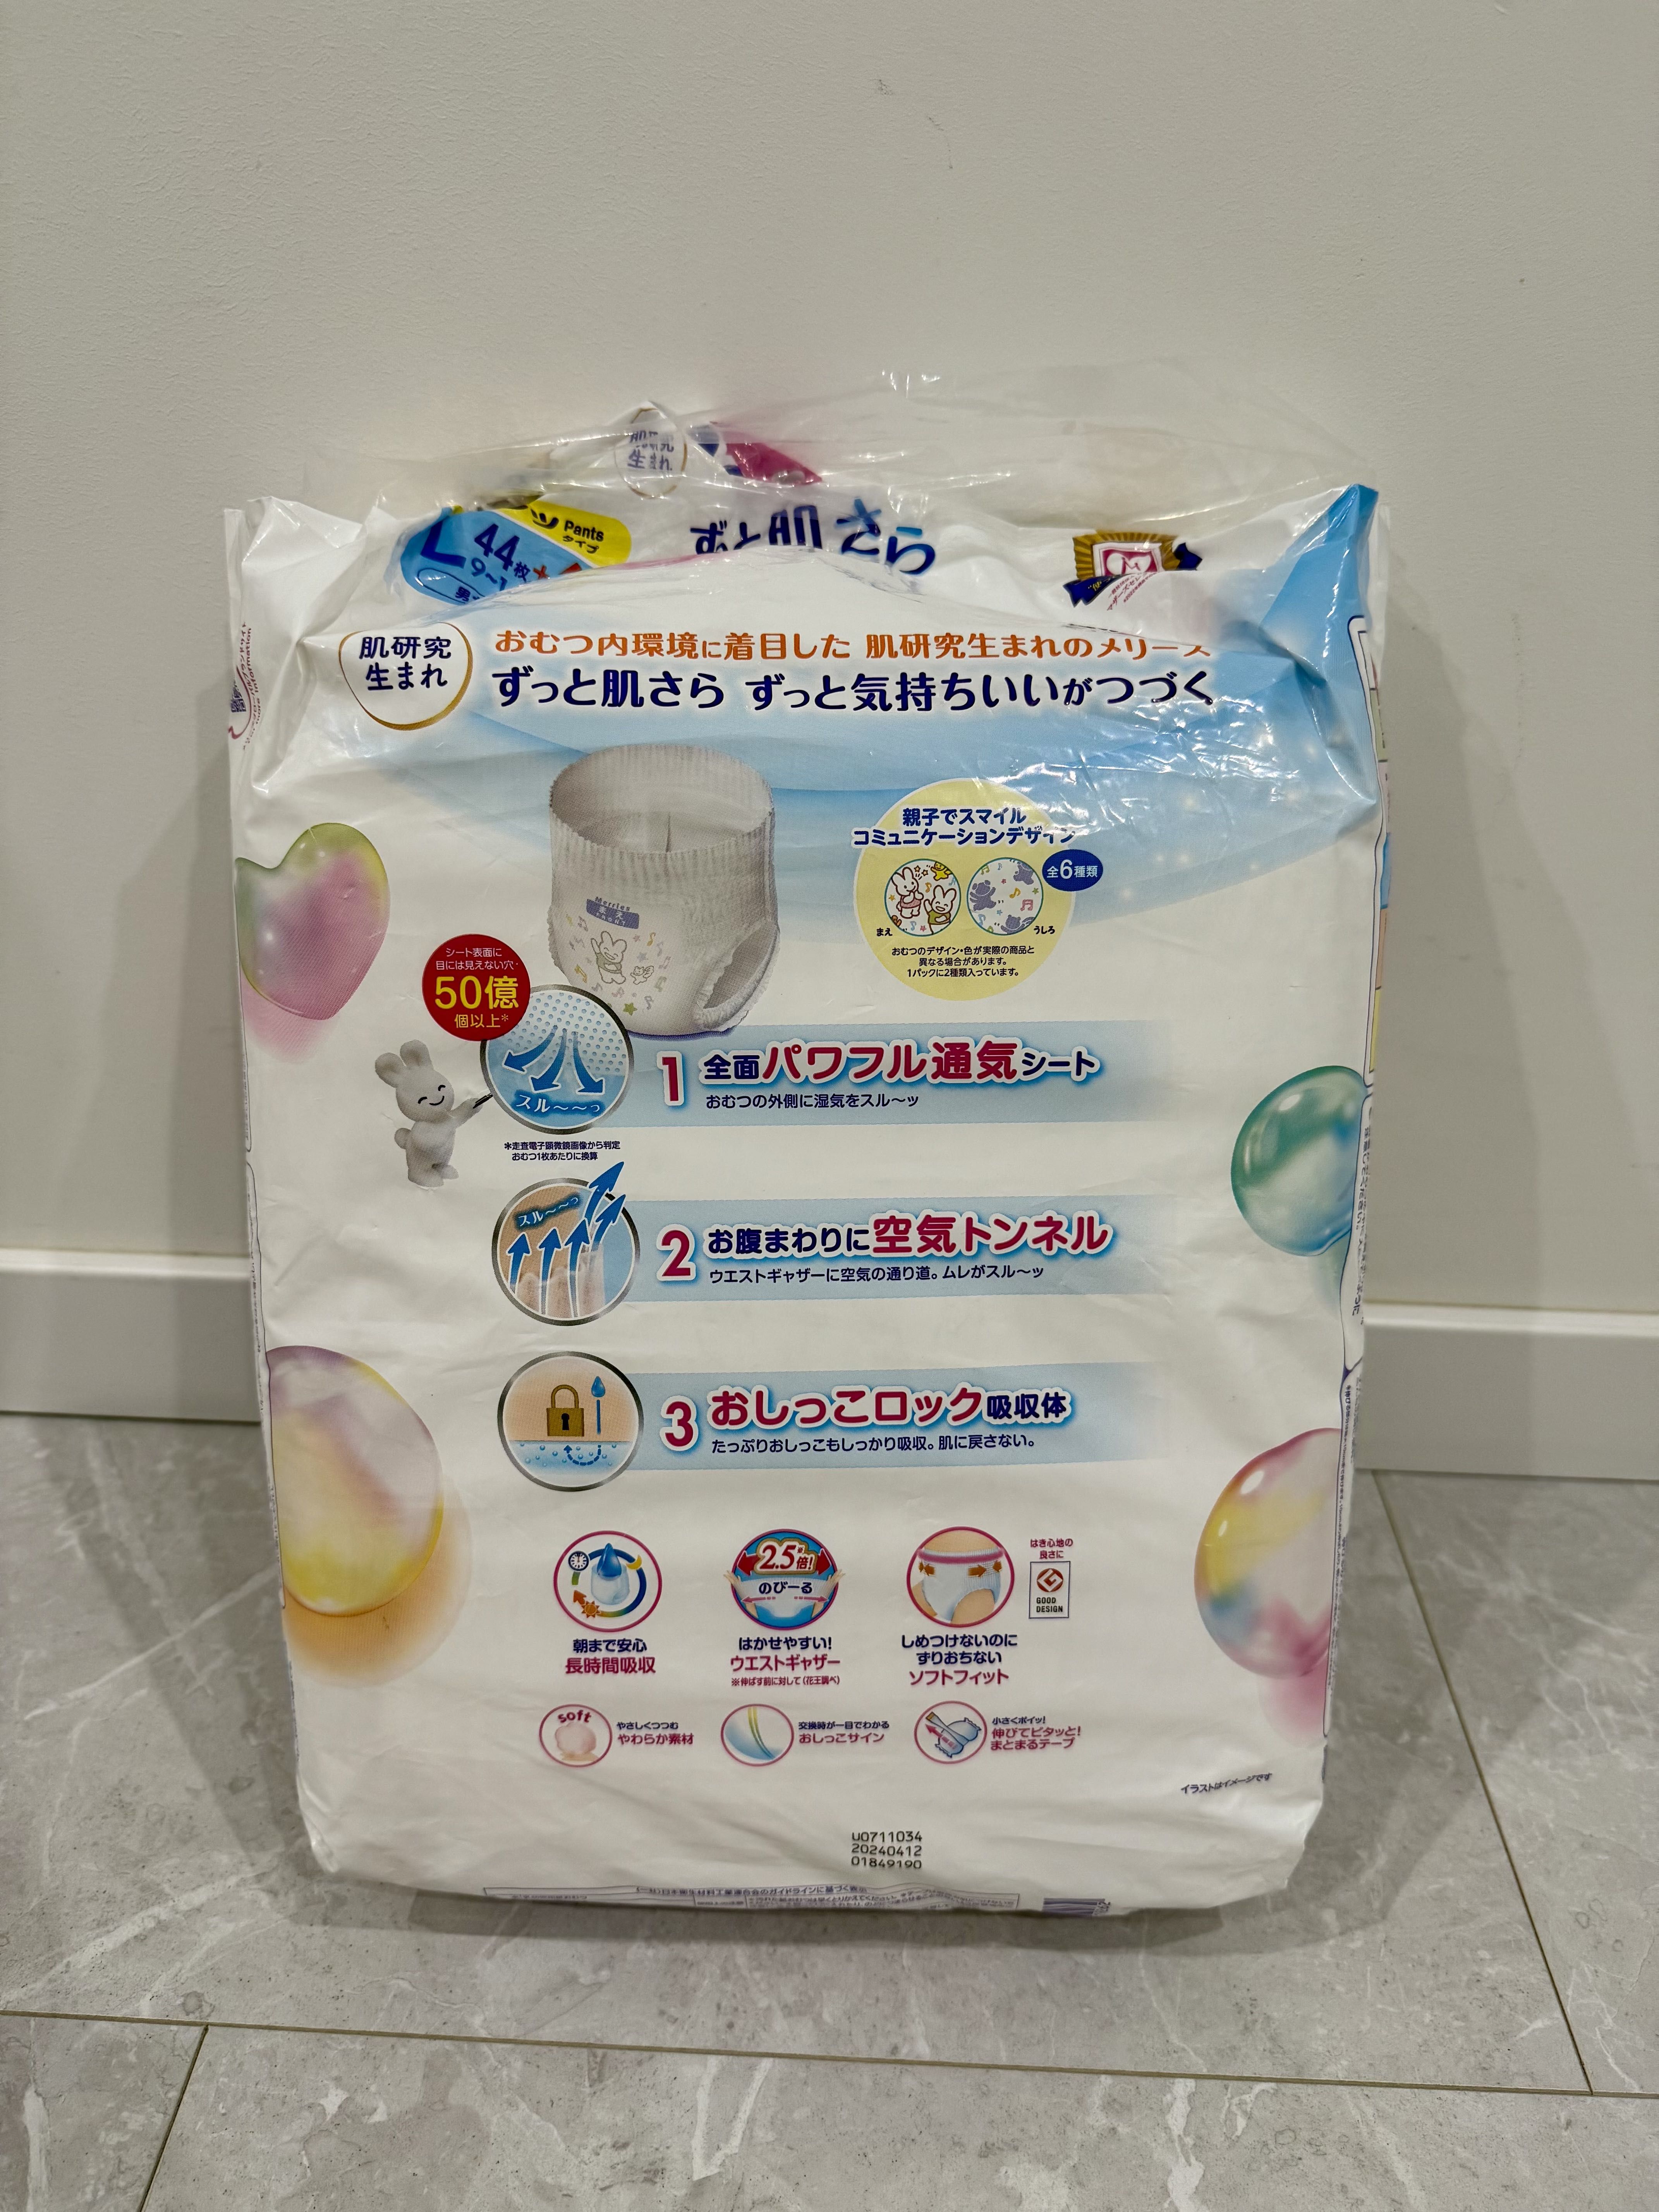 肌研究
生まれ
Pants
タイプ
L 44枚
ずっと肌さら
肌研究
生まれ
おむつ内環境に着目した 肌研究生まれのメリーズ
ずっと肌さら ずっと気持ちいいがつづく
親子でスマイル
コミュニケーションデザイン
全6種類
まえ
うしろ
おむつのデザイン・色が実際の商品と
異なる場合があります。
1パックに2種類入っています。
Merries
まえ
FRONT
シート表面に
目には見えない穴
50億
個以上*
スル〜〜っ
*走査電子顕微鏡画像から判定
おむつ1枚あたりに換算
1 全面パワフル通気シート
おむつの外側に湿気をスル〜ッ
スル〜〜っ
2 お腹まわりに空気トンネル
ウエストギャザーに空気の通り道。ムレがスル〜ッ
3 おしっこロック吸収体
たっぷりおしっこもしっかり吸収。肌に戻さない。
朝まで安心
長時間吸収
2.5倍!
のびーる
はかせやすい!
ウエストギャザー
※伸ばす前に対して(花王調べ)
しめつけないのに
ずりおちない
ソフトフィット
はき心地の
良さに
GOOD
DESIGN
soft
やさしくつつむ
やわらか素材
交換時が一目でわかる
おしっこサイン
小さくポイッ!
伸びてピタッと!
まとまるテープ
イラストはイメージです
U0711034
20240412
01849190